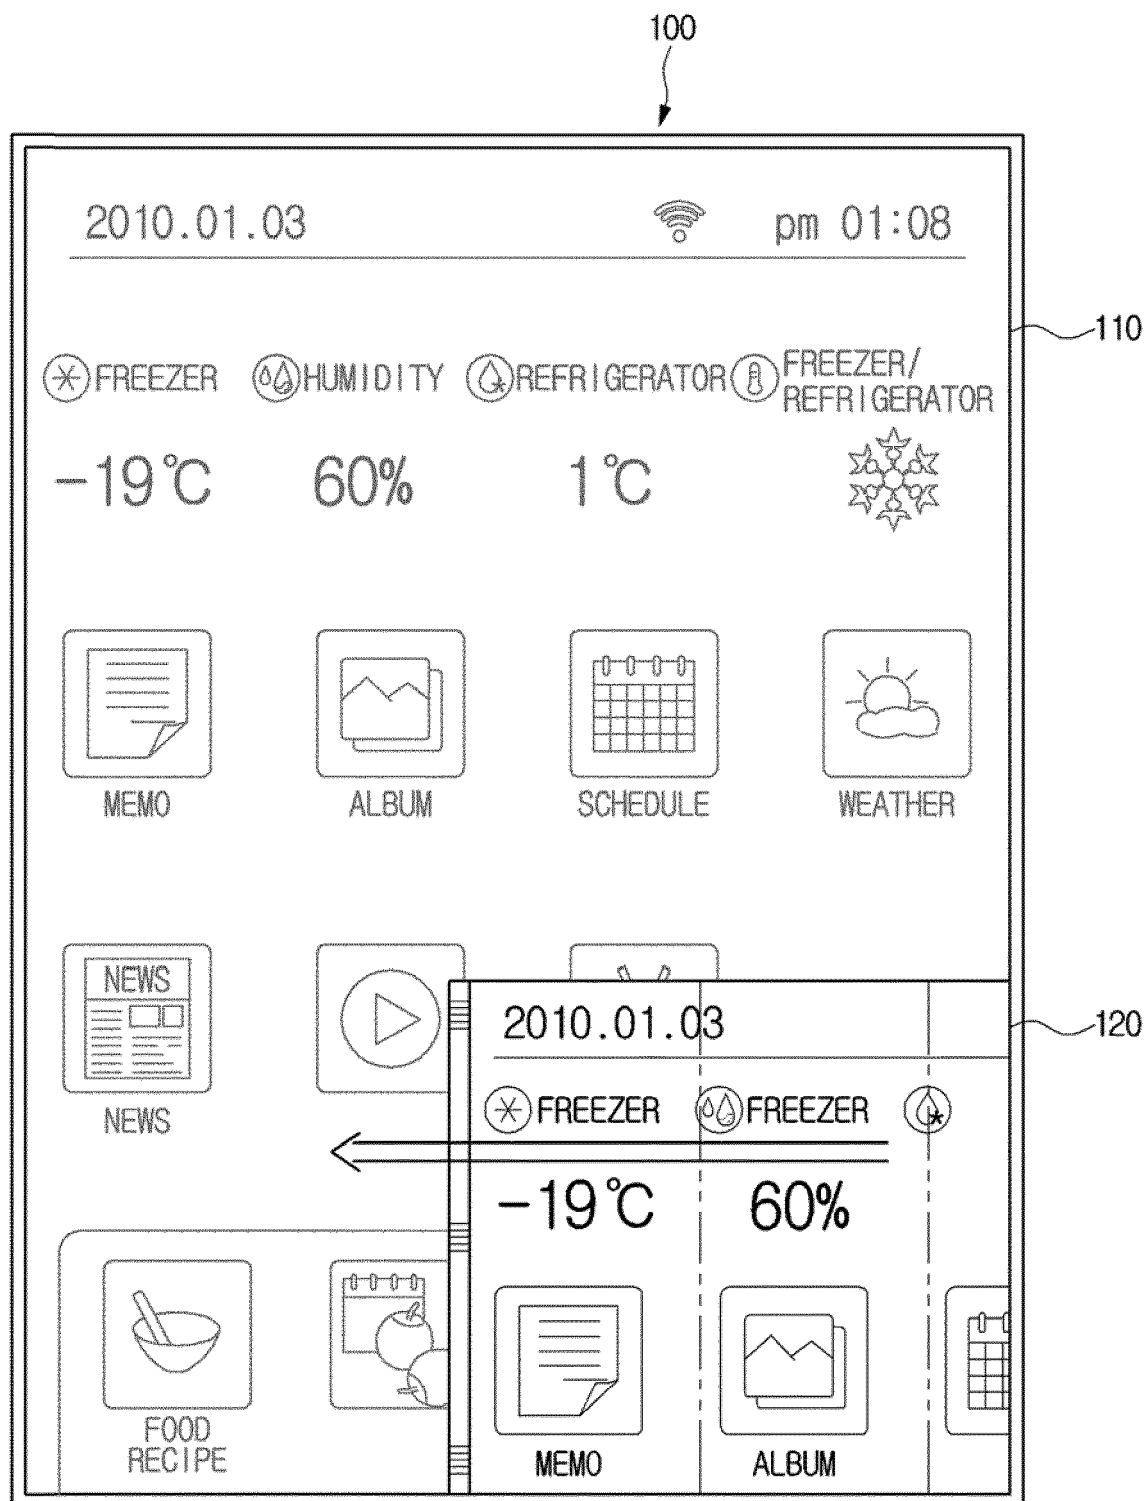 100
2010.01.03 pm 01:08
110
FREEZER HUMIDITY REFRIGERATOR FREEZER/
REFRIGERATOR
-19℃ 60% 1℃
MEMO ALBUM SCHEDULE WEATHER
NEWS
NEWS
2010.01.03
120
FREEZER FREEZER
-19℃ 60%
FOOD
RECIPE
MEMO ALBUM